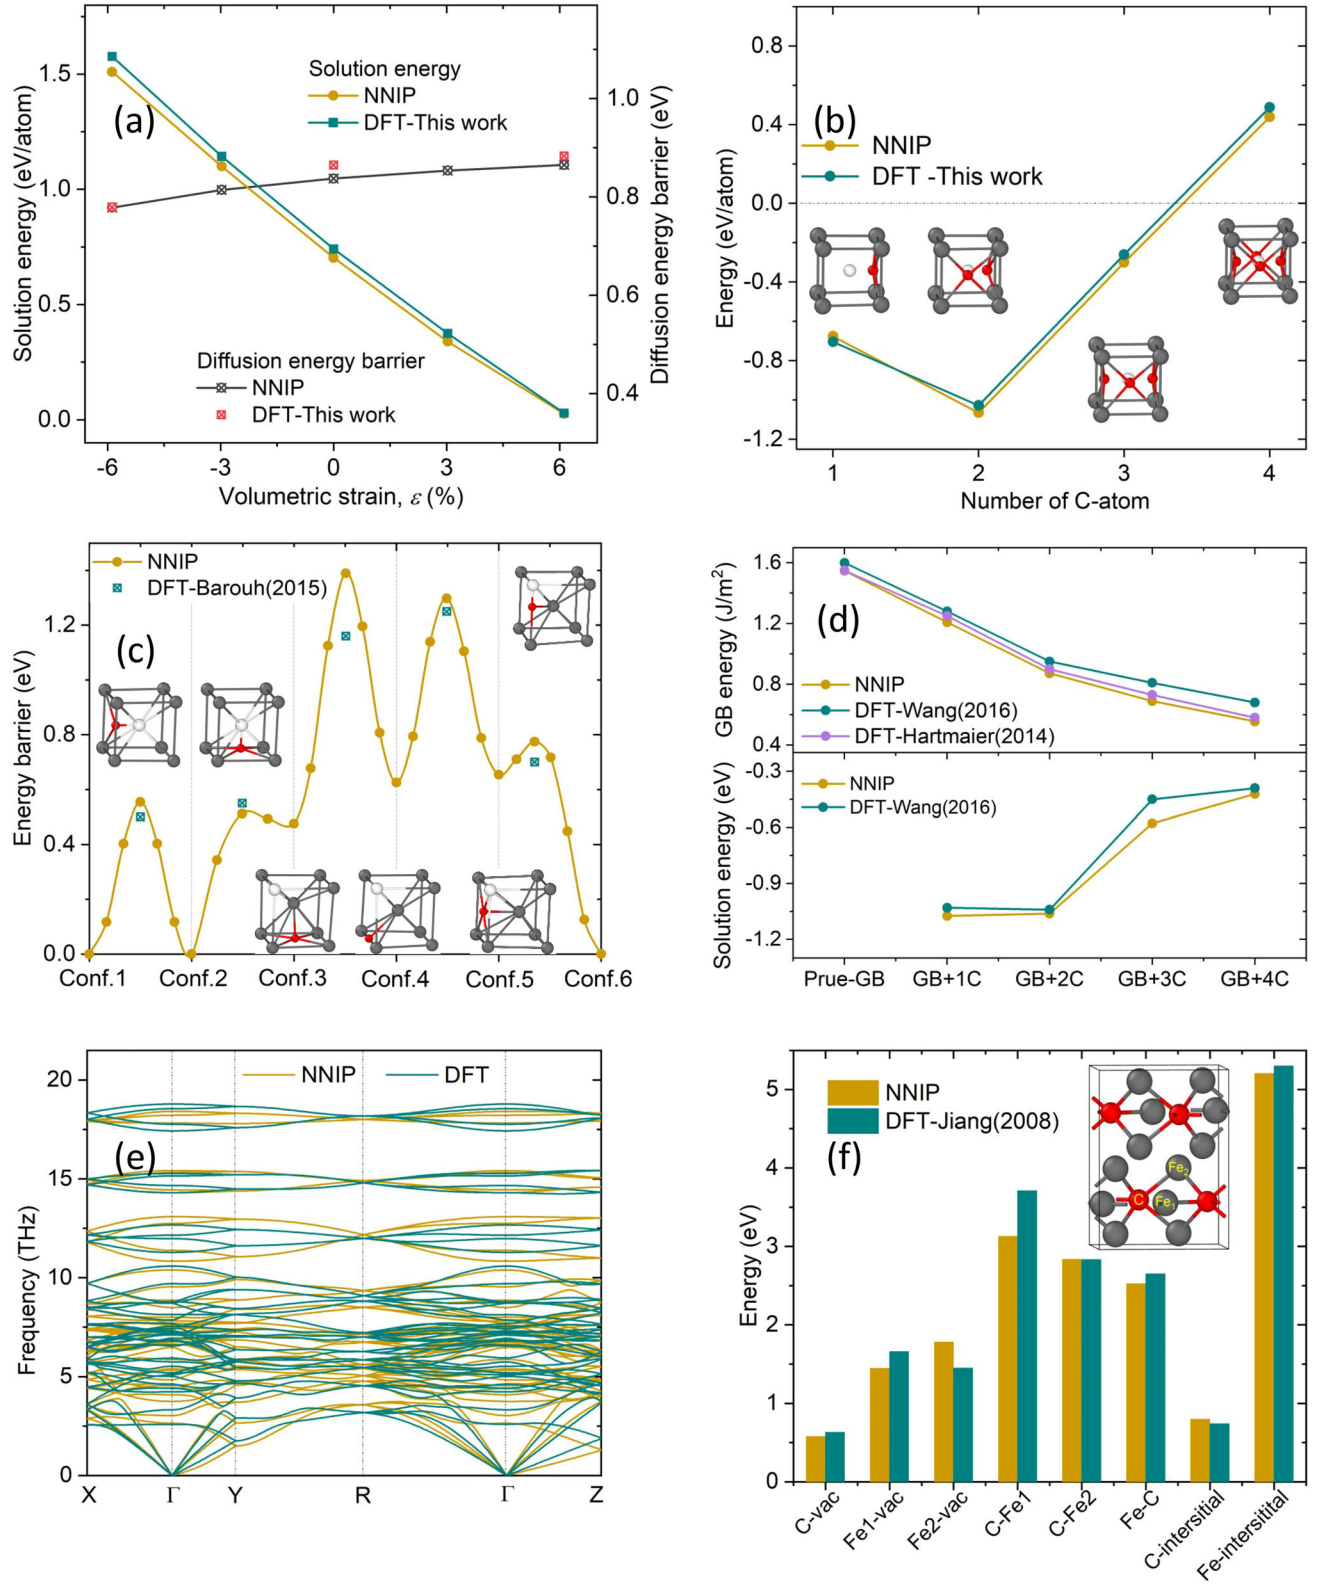 Solution energy (eV/atom)
1.5
1.0
0.5
0.0
(a)
Solution energy
NNIP
DFT-This work
Diffusion energy barrier
NNIP
DFT-This work
1.0
0.8
0.6
0.4
Diffusion energy barrier (eV)
-6 -3 0 3 6
Volumetric strain, ε (%)
Energy (eV/atom)
0.8
0.4
0.0
-0.4
-0.8
-1.2
(b)
NNIP
DFT -This work
1 2 3 4
Number of C-atom
Energy barrier (eV)
1.2
0.8
0.4
0.0
NNIP
DFT-Barouh(2015)
(c)
Conf.1 Conf.2 Conf.3 Conf.4 Conf.5 Conf.6
GB energy (J/m²)
1.6
1.2
0.8
0.4
(d)
NNIP
DFT-Wang(2016)
DFT-Hartmaier(2014)
Solution energy (eV)
-0.3
-0.6
-0.9
-1.2
NNIP
DFT-Wang(2016)
Prue-GB GB+1C GB+2C GB+3C GB+4C
Frequency (THz)
20
15
10
5
0
NNIP DFT
(e)
X Γ Y R Γ Z
Energy (eV)
5
4
3
2
1
0
NNIP
DFT-Jiang(2008)
(f)
Fe₂
C Fe₁
C-vac Fe1-vac Fe2-vac C-Fe1 C-Fe2 Fe-C C-intersitial Fe-intersitital